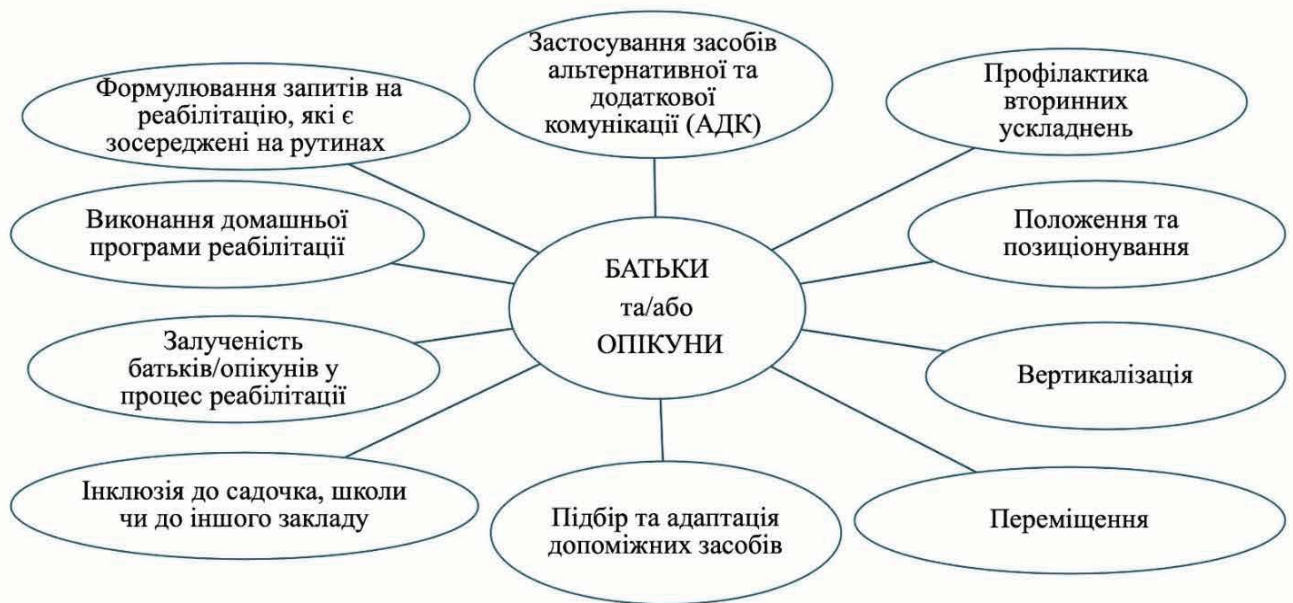 Застосування засобів
альтернативної та
додаткової
комунікації (АДК)
Формулювання запитів на
реабілітацію, які є
зосереджені на рутинах
Профілактика
вторинних
ускладнень
Виконання домашньої
програми реабілітації
Положення та
позиціонування
БАТЬКИ
та/або
ОПІКУНИ
Залученість
батьків/опікунів у
процес реабілітації
Вертикалізація
Інклюзія до садочка, школи
чи до іншого закладу
Підбір та адаптація
допоміжних засобів
Переміщення